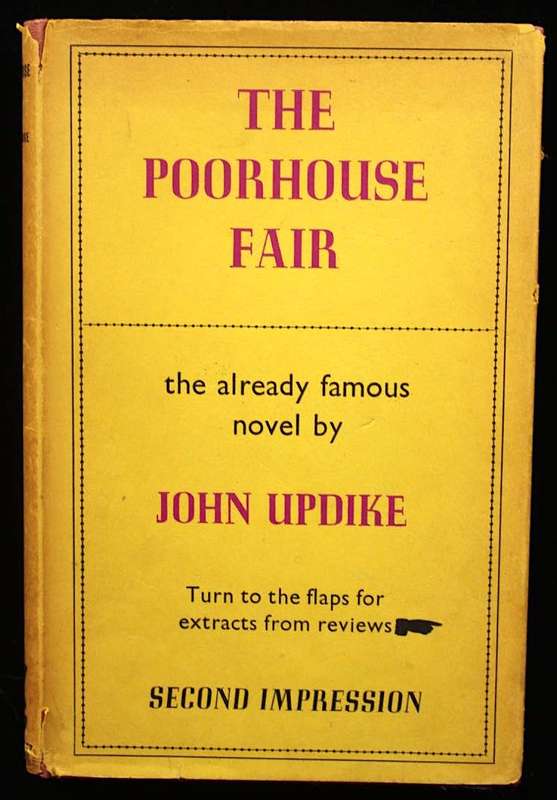 THE
POORHOUSE
FAIR
the already famous
novel by
JOHN UPDIKE
Turn to the flaps for
extracts from reviews
SECOND IMPRESSION